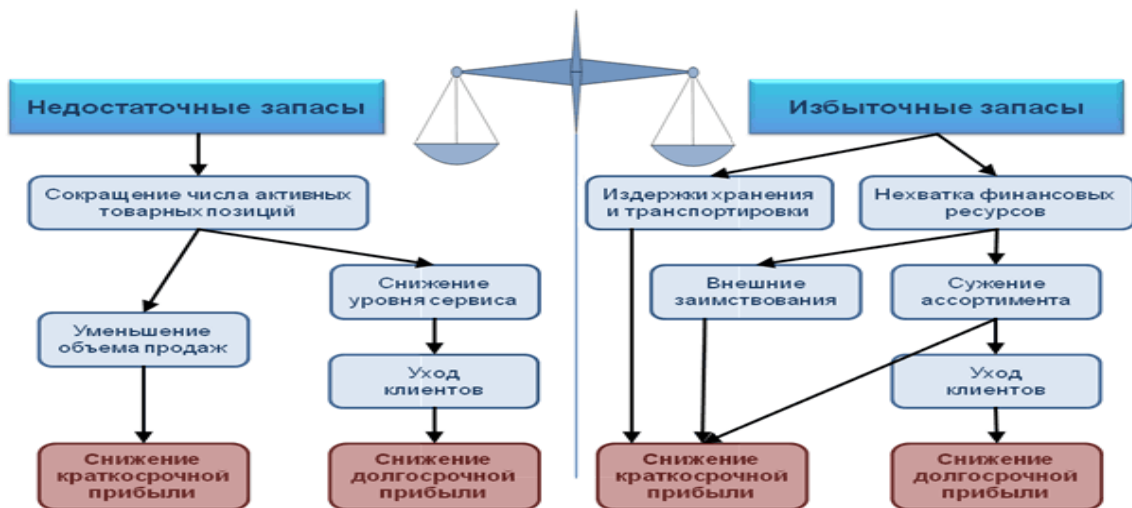 Недостаточные запасы
Избыточные запасы
Сокращение числа активных
товарных позиций
Издержки хранения
и транспортировки
Нехватка финансовых
ресурсов
Снижение
уровня сервиса
Внешние
заимствования
Сужение
ассортимента
Уменьшение
объема продаж
Уход
клиентов
Уход
клиентов
Снижение
краткосрочной
прибыли
Снижение
долгосрочной
прибыли
Снижение
краткосрочной
прибыли
Снижение
долгосрочной
прибыли